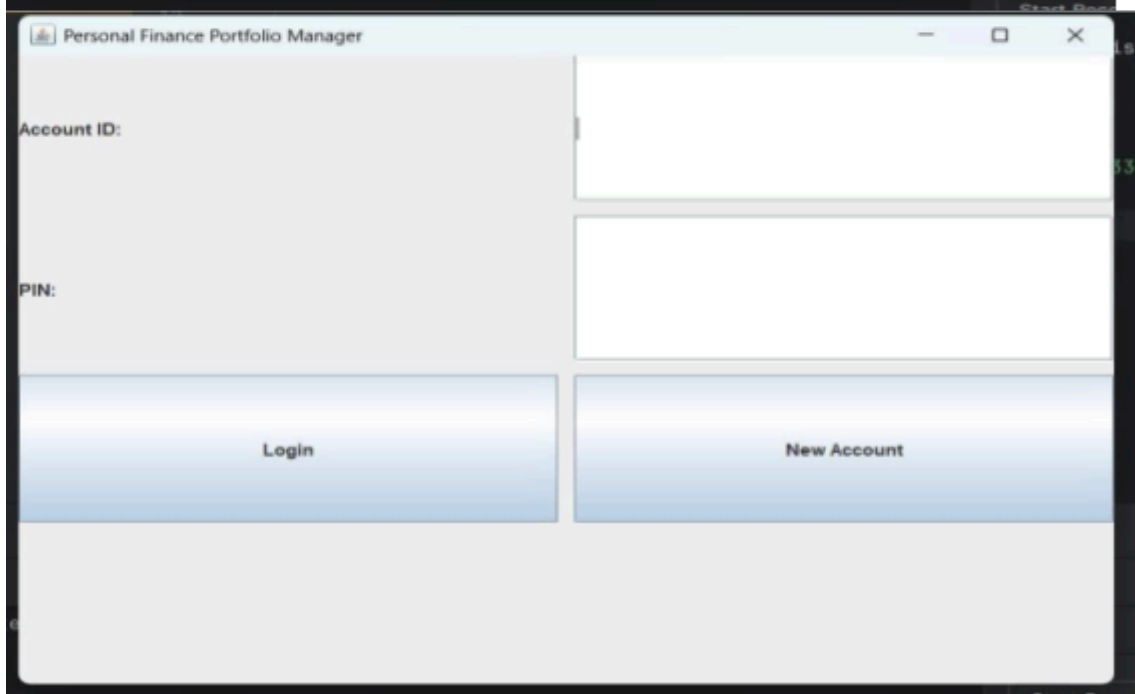 Personal Finance Portfolio Manager
Account ID:
PIN:
Login
New Account